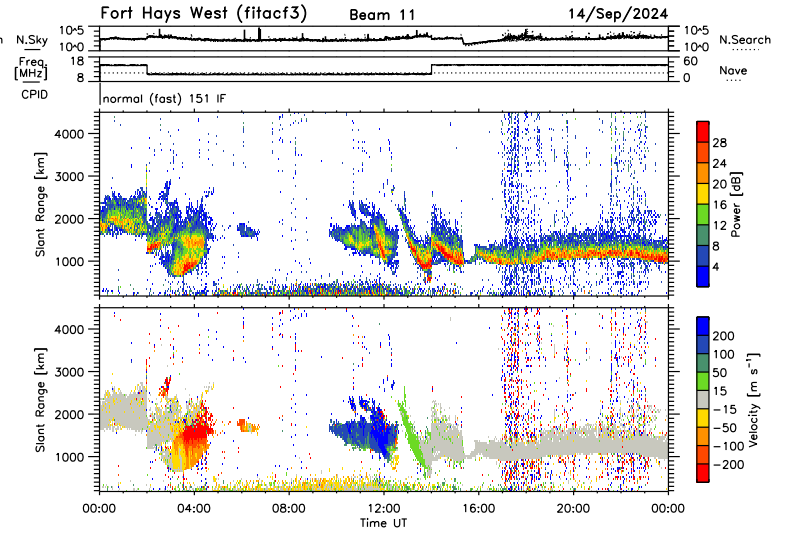 Fort Hays West (fitacf3) Beam 11 14/Sep/2024
N.Sky 10^5 10^0 10^5 10^0 N.Search
Freq. [MHz] 18 8 60 0 Nave
CPID normal (fast) 151 IF
Slant Range [km] 4000 3000 2000 1000
28 24 20 16 12 8 4 Power [dB]
Slant Range [km] 4000 3000 2000 1000
200 100 50 15 -15 -50 -100 -200 Velocity [m s^-1]
00:00 04:00 08:00 12:00 16:00 20:00 00:00
Time UT